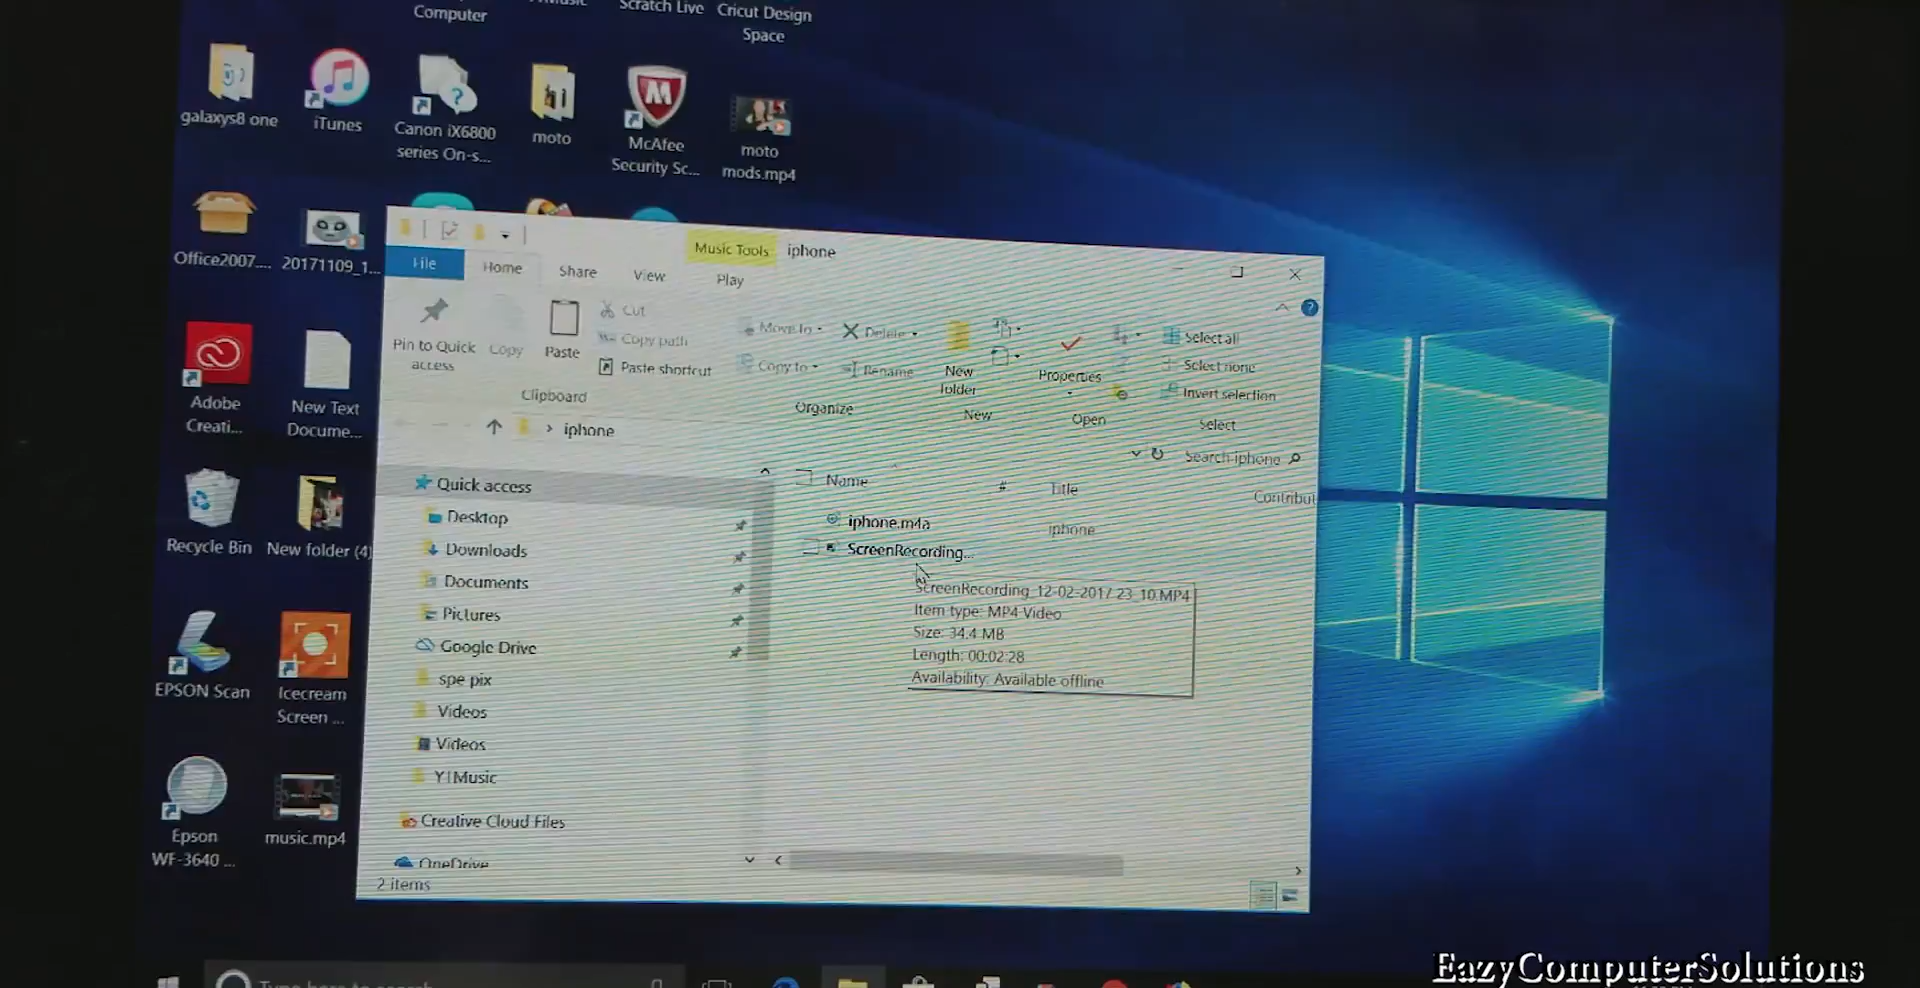 Computer
Scratch Live
Cricut Design
Space
galaxys8 one
iTunes
Canon iX6800
series On-s...
moto
McAfee
Security Sc...
moto
mods.mp4
Office2007....
20171109_1...
Adobe
Creati...
New Text
Docume...
Recycle Bin
New folder (4)
EPSON Scan
Icecream
Screen ...
Epson
WF-3640 ...
music.mp4
Music Tools
iphone
File
Home
Share
View
Play
Pin to Quick
access
Copy
Paste
Cut
Copy path
Paste shortcut
Clipboard
Move to
Copy to
Delete
Rename
Organize
New
folder
New
Properties
Open
Select all
Select none
Invert selection
Select
iphone
Search iphone
Quick access
Desktop
Downloads
Documents
Pictures
Google Drive
spe pix
Videos
Videos
Y!Music
Creative Cloud Files
OneDrive
2 items
Name
#
Title
Contribut
iphone.m4a
iphone
ScreenRecording...
ScreenRecording_12-02-2017 23_10.MP4
Item type: MP4 Video
Size: 34.4 MB
Length: 00:02:28
Availability: Available offline
Type here to search
EazyComputerSolutions